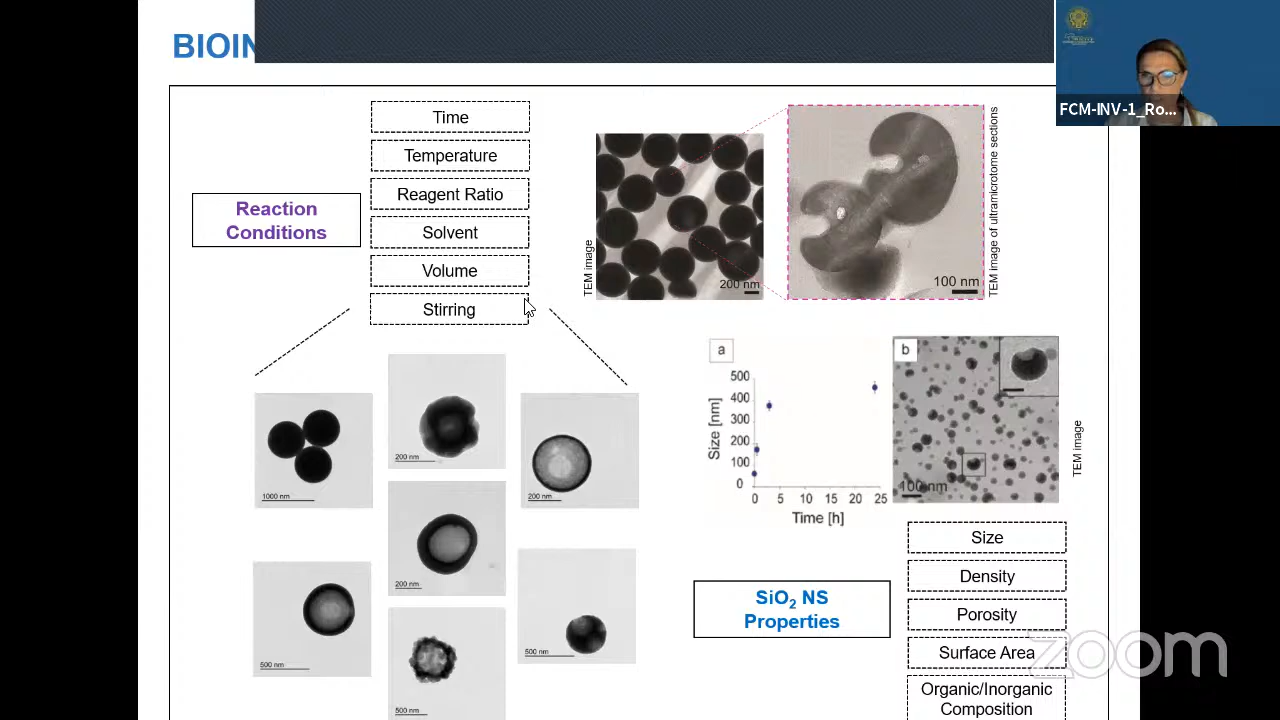 BIOIN
FCM-INV-1_Ro...
Time
Temperature
Reagent Ratio
Solvent
Volume
Stirring
Reaction
Conditions
TEM image
200 nm
100 nm
TEM image of ultramicrotome sections
1000 nm
200 nm
200 nm
200 nm
500 nm
500 nm
500 nm
a
500
400
300
200
100
0
Size [nm]
0 5 10 15 20 25
Time [h]
b
100 nm
TEM image
SiO2 NS
Properties
Size
Density
Porosity
Surface Area
Organic/Inorganic
Composition
zoom